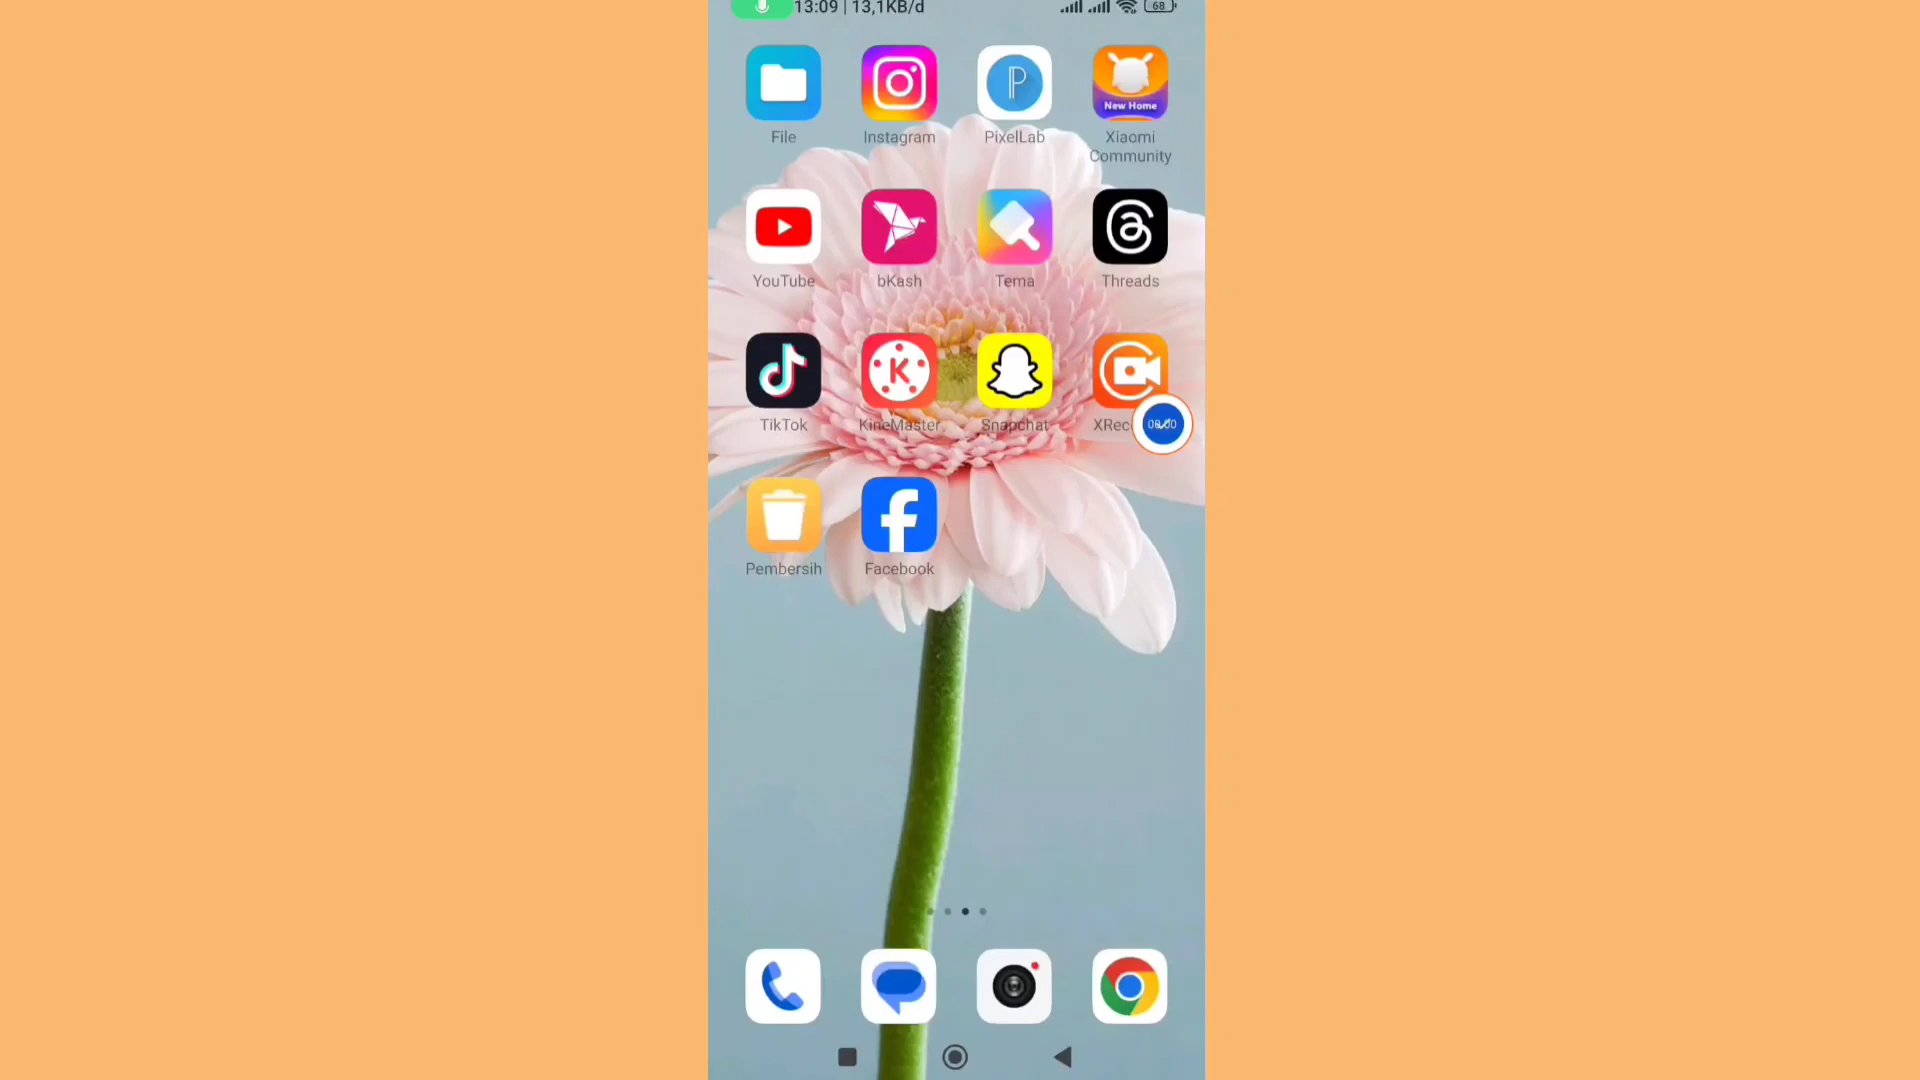 13:09 | 13,1KB/d
68
New Home
File
Instagram
PixelLab
Xiaomi
Community
YouTube
bKash
Tema
Threads
TikTok
KineMaster
Snapchat
XRec
Pembersih
Facebook